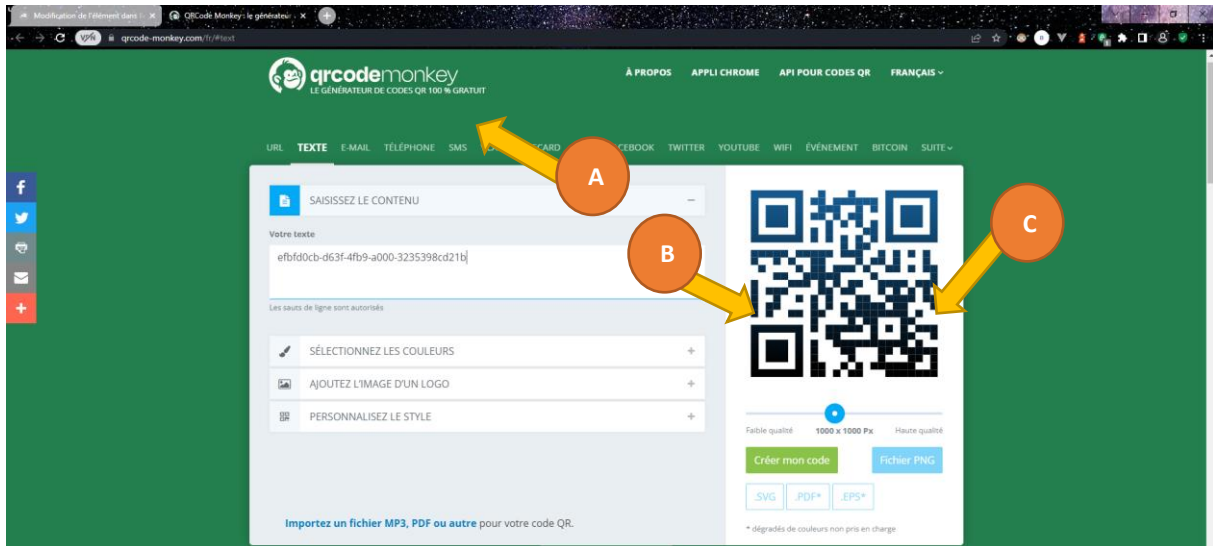 Modification de l'élément dans
QRCode Monkey : le générateur
VPN
qrcode-monkey.com/fr/#text
qrcodemonkey
LE GÉNÉRATEUR DE CODES QR 100 % GRATUIT
À PROPOS APPLI CHROME API POUR CODES QR FRANÇAIS
URL TEXTE E-MAIL TÉLÉPHONE SMS TWITTER YOUTUBE WIFI ÉVÉNEMENT BITCOIN SUITE
A
SAISISSEZ LE CONTENU
Votre texte
efbfd0cb-d63f-4fb9-a000-3235398cd21b
Les sauts de ligne sont autorisés
B
C
SÉLECTIONNEZ LES COULEURS
AJOUTEZ L'IMAGE D'UN LOGO
PERSONNALISEZ LE STYLE
Faible qualité 1000 x 1000 Px Haute qualité
Créer mon code Fichier PNG
.SVG .PDF* .EPS*
* dégradés de couleurs non pris en charge
Importez un fichier MP3, PDF ou autre pour votre code QR.